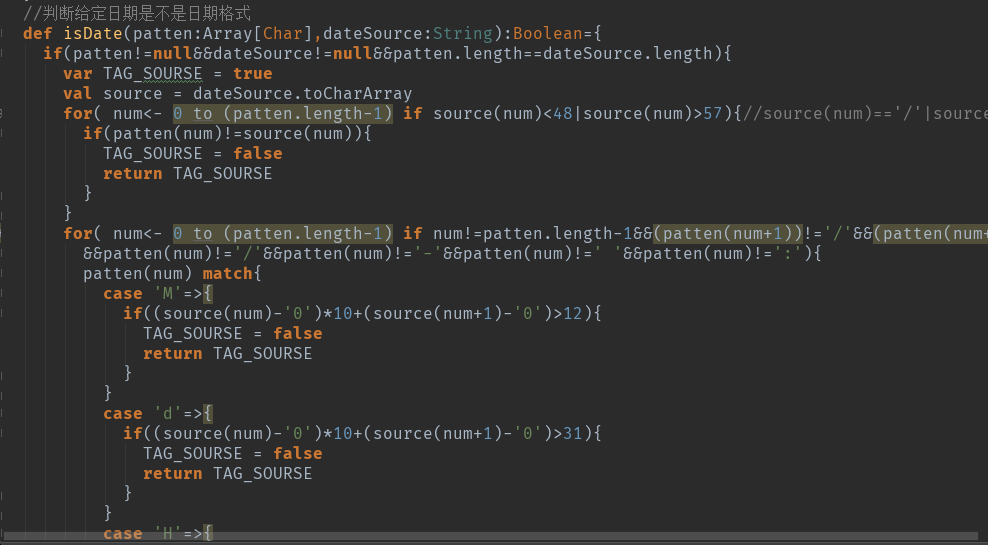 //判断给定日期是不是日期格式
def isDate(patten:Array[Char],dateSource:String):Boolean={
if(patten!=null&&dateSource!=null&&patten.length==dateSource.length){
var TAG_SOURSE = true
val source = dateSource.toCharArray
for( num<- 0 to (patten.length-1) if source(num)<48|source(num)>57){//source(num)=='/'|source
if(patten(num)!=source(num)){
TAG_SOURSE = false
return TAG_SOURSE
}
}
for( num<- 0 to (patten.length-1) if num!=patten.length-1&&(patten(num+1))!='/'&&(patten(num+
&&patten(num)!='/'&&patten(num)!='-'&&patten(num)!=' '&&patten(num)!=':'){
patten(num) match{
case 'M'=>{
if((source(num)-'0')*10+(source(num+1)-'0')>12){
TAG_SOURSE = false
return TAG_SOURSE
}
}
case 'd'=>{
if((source(num)-'0')*10+(source(num+1)-'0')>31){
TAG_SOURSE = false
return TAG_SOURSE
}
}
case 'H'=>{